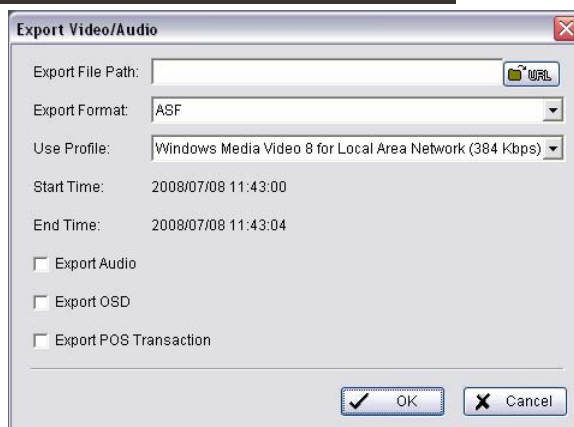 Export Video/Audio
Export File Path: URL
Export Format: ASF
Use Profile: Windows Media Video 8 for Local Area Network (384 Kbps)
Start Time: 2008/07/08 11:43:00
End Time: 2008/07/08 11:43:04
Export Audio
Export OSD
Export POS Transaction
OK Cancel